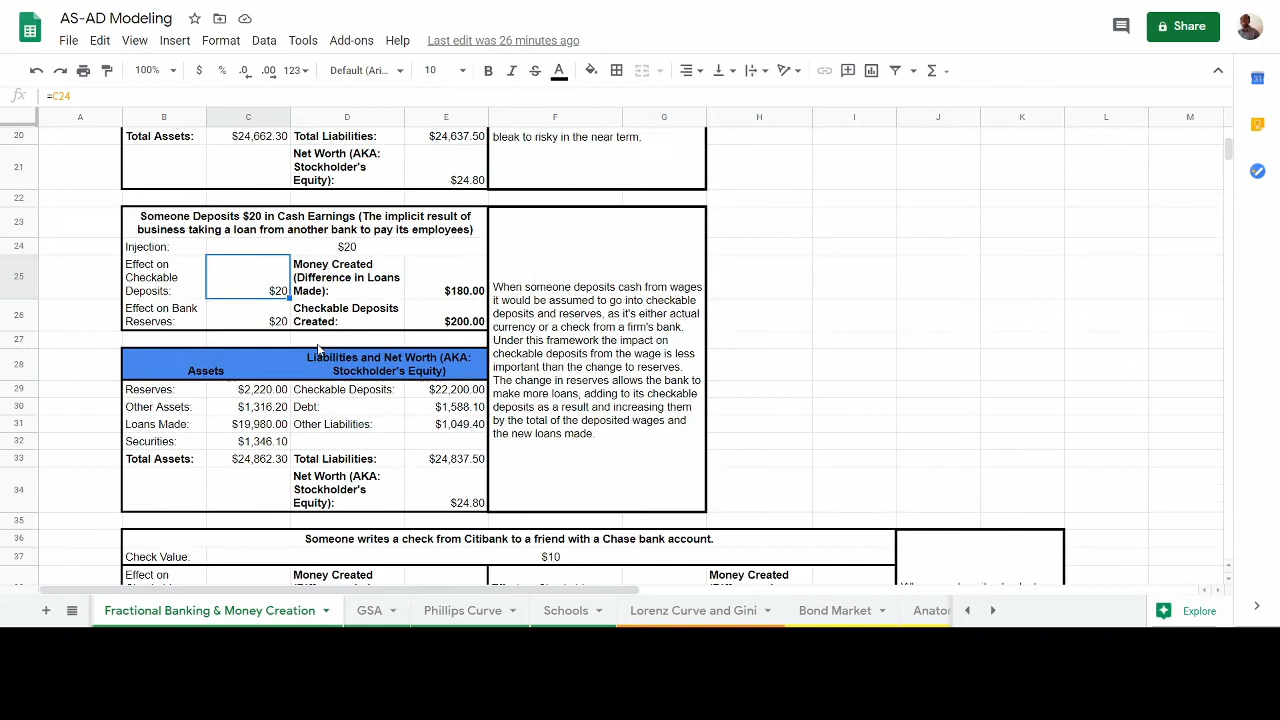 AS-AD Modeling
File Edit View Insert Format Data Tools Add-ons Help Last edit was 26 minutes ago
Share
100% $ % .0 .00 123 Default (Ari... 10 B I S A Σ
fx =C24
A B C D E F G H I J K L M
20 Total Assets: $24,662.30 Total Liabilities: $24,637.50 bleak to risky in the near term.
21 Net Worth (AKA:
Stockholder's
Equity): $24.80
22
23 Someone Deposits $20 in Cash Earnings (The implicit result of
business taking a loan from another bank to pay its employees)
24 Injection: $20
25 Effect on
Checkable
Deposits: $20
Money Created
(Difference in Loans
Made): $180.00
26 Effect on Bank
Reserves: $20
Checkable Deposits
Created: $200.00
When someone deposits cash from wages
it would be assumed to go into checkable
deposits and reserves, as it's either actual
currency or a check from a firm's bank.
Under this framework the impact on
checkable deposits from the wage is less
important than the change to reserves.
The change in reserves allows the bank to
make more loans, adding to its checkable
deposits as a result and increasing them
by the total of the deposited wages and
the new loans made.
27
28 Assets
Liabilities and Net Worth (AKA:
Stockholder's Equity)
29 Reserves: $2,220.00 Checkable Deposits: $22,200.00
30 Other Assets: $1,316.20 Debt: $1,588.10
31 Loans Made: $19,980.00 Other Liabilities: $1,049.40
32 Securities: $1,346.10
33 Total Assets: $24,862.30 Total Liabilities: $24,837.50
34 Net Worth (AKA:
Stockholder's
Equity): $24.80
35
36 Someone writes a check from Citibank to a friend with a Chase bank account.
37 Check Value: $10
Effect on
Money Created
Money Created
Fractional Banking & Money Creation GSA Phillips Curve Schools Lorenz Curve and Gini Bond Market Anator
Explore